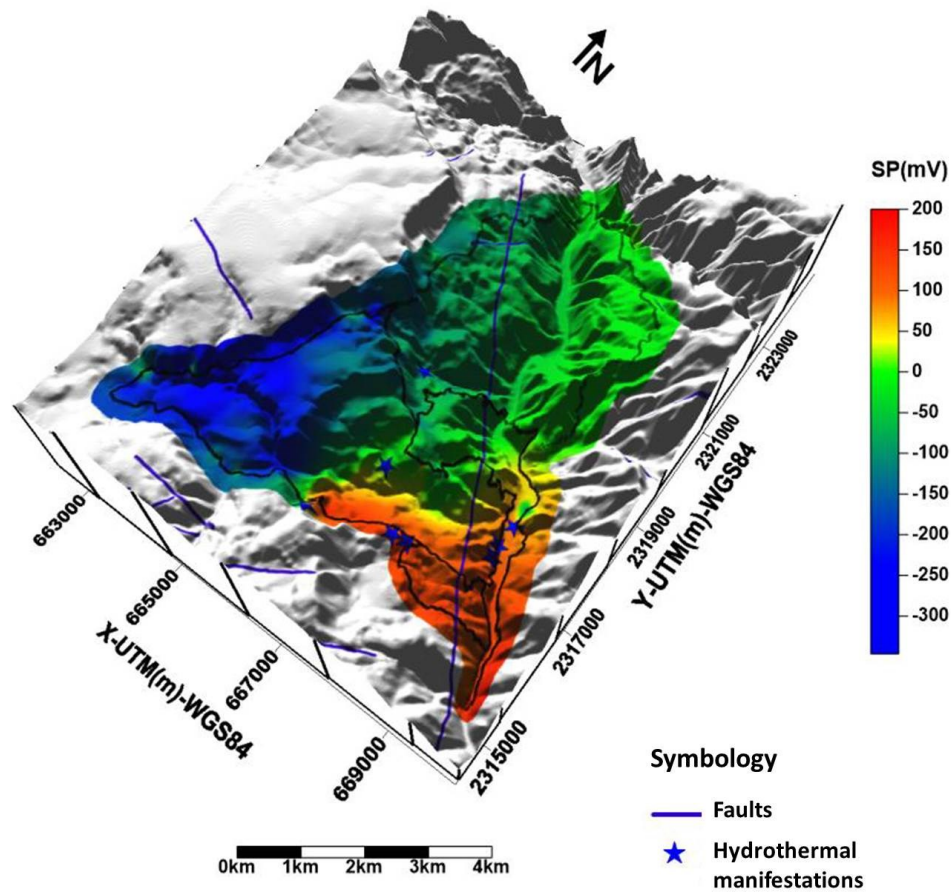 N
SP(mV)
200
150
100
50
0
-50
-100
-150
-200
-250
-300
663000
665000
667000
669000
X-UTM(m)-WGS84
2315000
2317000
2319000
2321000
2323000
Y-UTM(m)-WGS84
0km 1km 2km 3km 4km
Symbology
Faults
Hydrothermal
manifestations